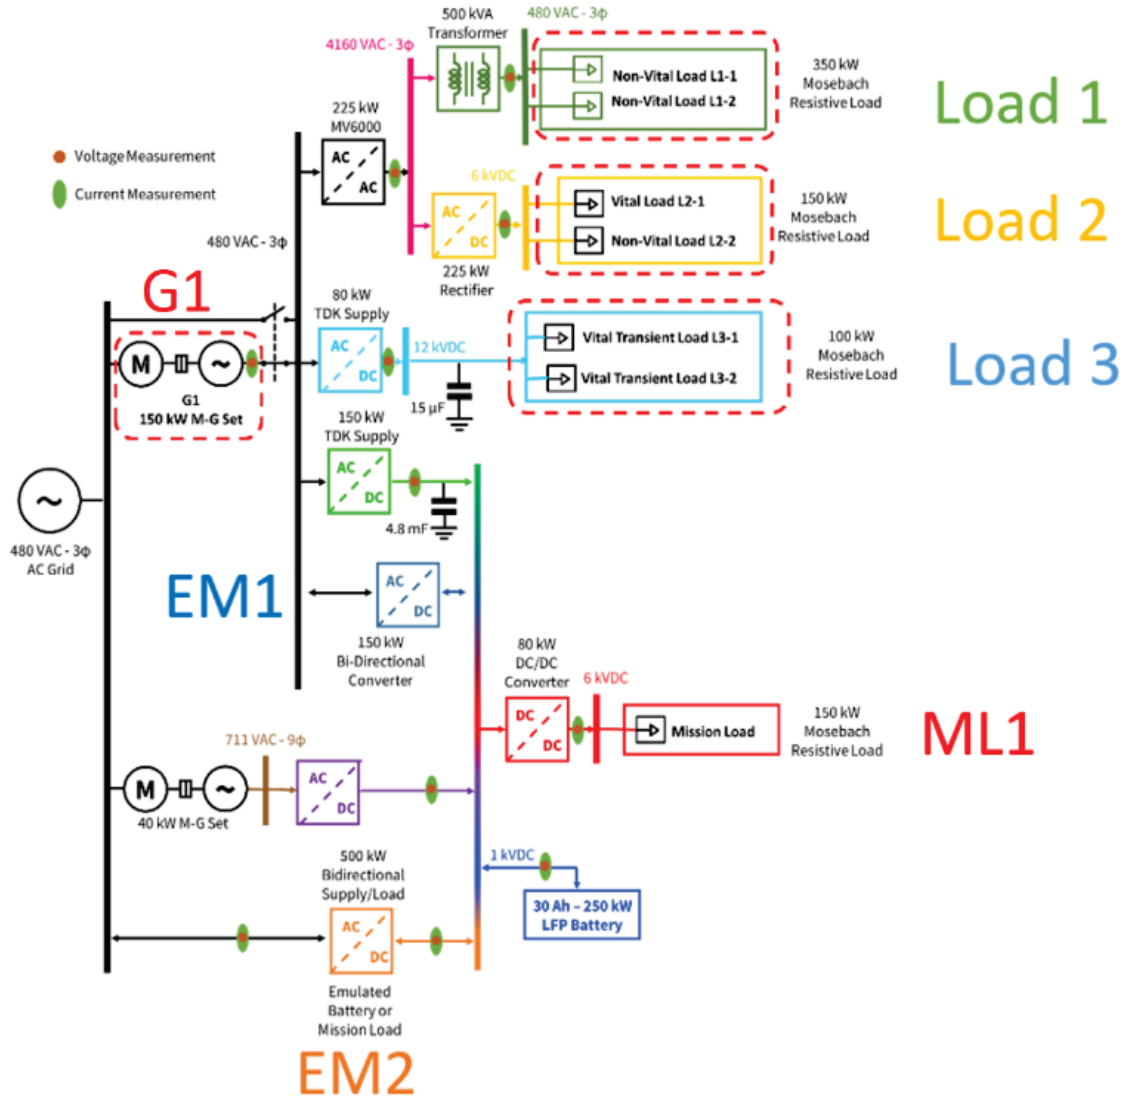 500 kVA
Transformer
480 VAC - 3ϕ
4160 VAC - 3ϕ
Non-Vital Load L1-1
Non-Vital Load L1-2
350 kW
Mosebach
Resistive Load
Load 1
225 kW
MV6000
AC
AC
Voltage Measurement
Current Measurement
6 kVDC
AC
DC
225 kW
Rectifier
Vital Load L2-1
Non-Vital Load L2-2
150 kW
Mosebach
Resistive Load
Load 2
480 VAC - 3ϕ
G1
M
~
G1
150 kW M-G Set
80 kW
TDK Supply
AC
DC
12 kVDC
15 µF
Vital Transient Load L3-1
Vital Transient Load L3-2
100 kW
Mosebach
Resistive Load
Load 3
150 kW
TDK Supply
AC
DC
4.8 mF
~
480 VAC - 3ϕ
AC Grid
EM1
AC
DC
150 kW
Bi-Directional
Converter
80 kW
DC/DC
Converter
DC
DC
6 kVDC
Mission Load
150 kW
Mosebach
Resistive Load
ML1
711 VAC - 9ϕ
M
~
40 kW M-G Set
AC
DC
1 kVDC
30 Ah – 250 kW
LFP Battery
500 kW
Bidirectional
Supply/Load
AC
DC
Emulated
Battery or
Mission Load
EM2